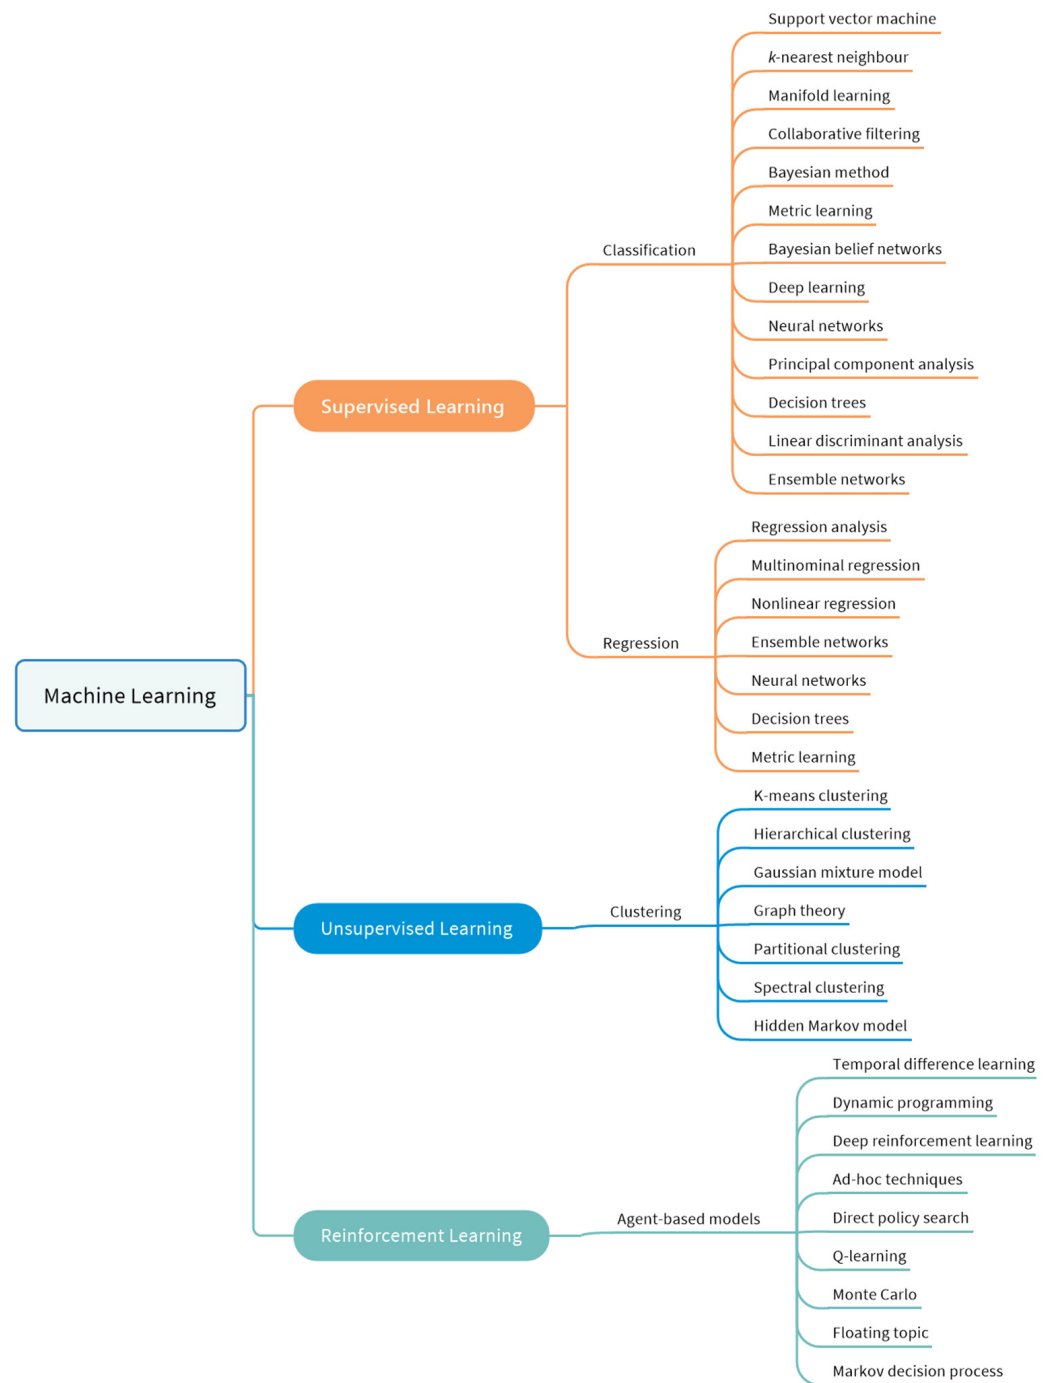 Machine Learning
Supervised Learning
Classification
Support vector machine
k-nearest neighbour
Manifold learning
Collaborative filtering
Bayesian method
Metric learning
Bayesian belief networks
Deep learning
Neural networks
Principal component analysis
Decision trees
Linear discriminant analysis
Ensemble networks
Regression
Regression analysis
Multinominal regression
Nonlinear regression
Ensemble networks
Neural networks
Decision trees
Metric learning
Unsupervised Learning
Clustering
K-means clustering
Hierarchical clustering
Gaussian mixture model
Graph theory
Partitional clustering
Spectral clustering
Hidden Markov model
Reinforcement Learning
Agent-based models
Temporal difference learning
Dynamic programming
Deep reinforcement learning
Ad-hoc techniques
Direct policy search
Q-learning
Monte Carlo
Floating topic
Markov decision process